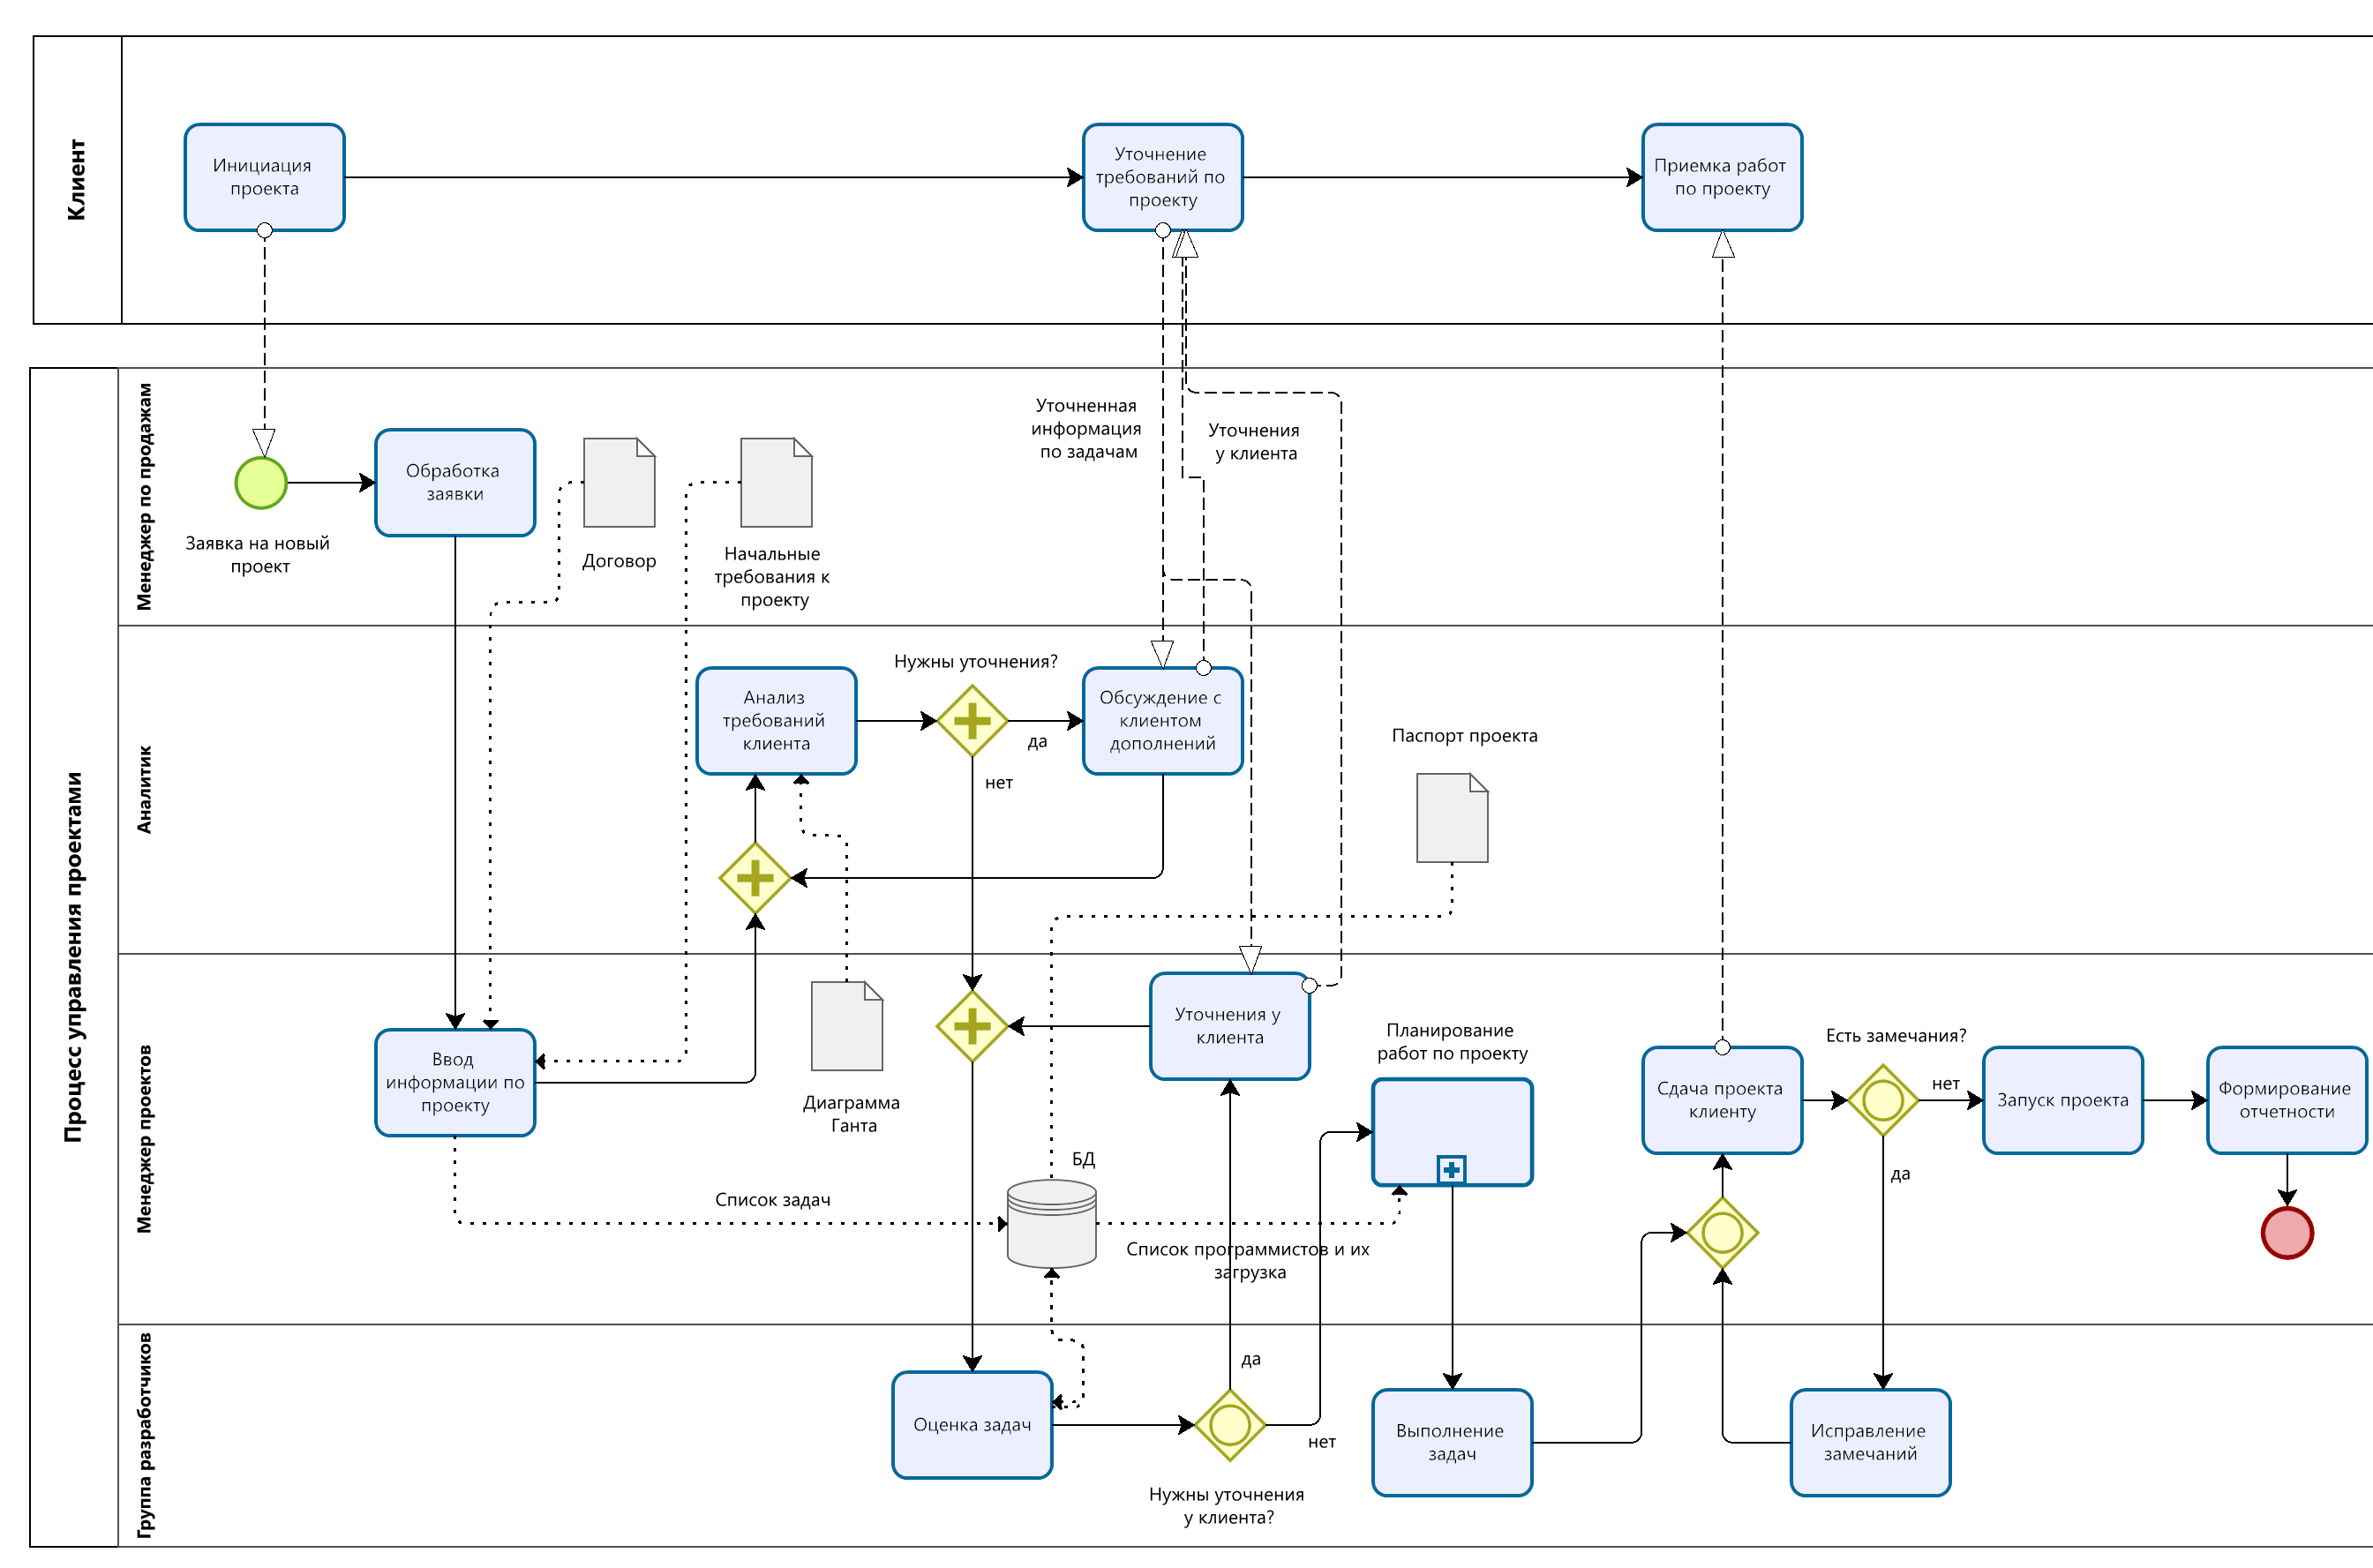 Клиент
Инициация
проекта
Уточнение
требований по
проекту
Приемка работ
по проекту
Процесс управления проектами
Менеджер по продажам
Заявка на новый
проект
Обработка
заявки
Договор
Начальные
требования к
проекту
Уточненная
информация
по задачам
Уточнения
у клиента
Аналитик
Анализ
требований
клиента
Нужны уточнения?
да
нет
Обсуждение с
клиентом
дополнений
Паспорт проекта
Менеджер проектов
Ввод
информации по
проекту
Диаграмма
Ганта
Список задач
БД
Уточнения у
клиента
Список программистов и их
загрузка
Планирование
работ по проекту
Сдача проекта
клиенту
Есть замечания?
нет
да
Запуск проекта
Формирование
отчетности
Группа разработчиков
Оценка задач
да
нет
Нужны уточнения
у клиента?
Выполнение
задач
Исправление
замечаний